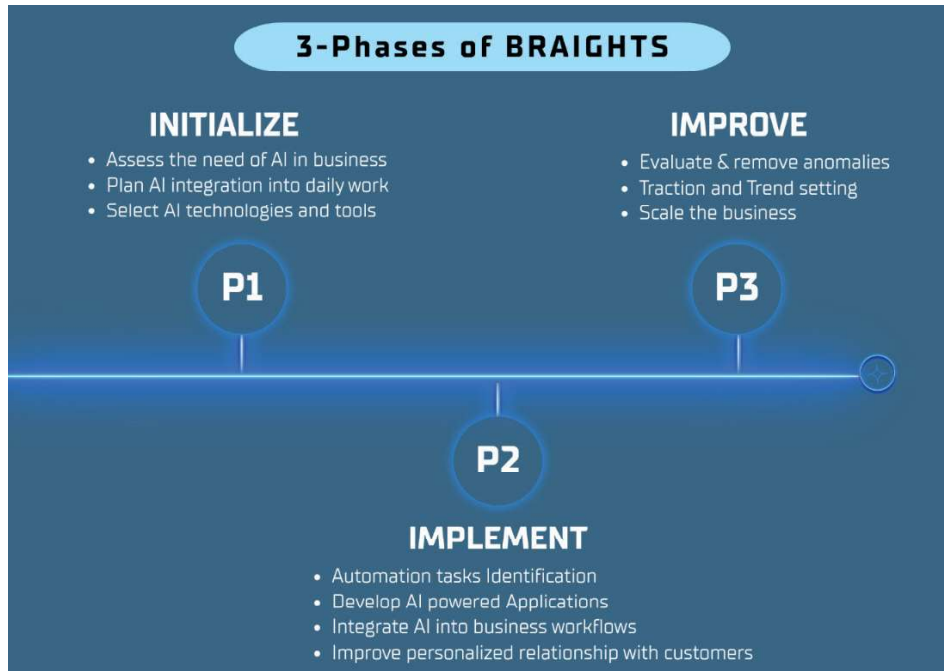 3-Phases of BRAIGHTS
INITIALIZE
• Assess the need of AI in business
• Plan AI integration into daily work
• Select AI technologies and tools
P1
IMPROVE
• Evaluate & remove anomalies
• Traction and Trend setting
• Scale the business
P3
P2
IMPLEMENT
• Automation tasks Identification
• Develop AI powered Applications
• Integrate AI into business workflows
• Improve personalized relationship with customers